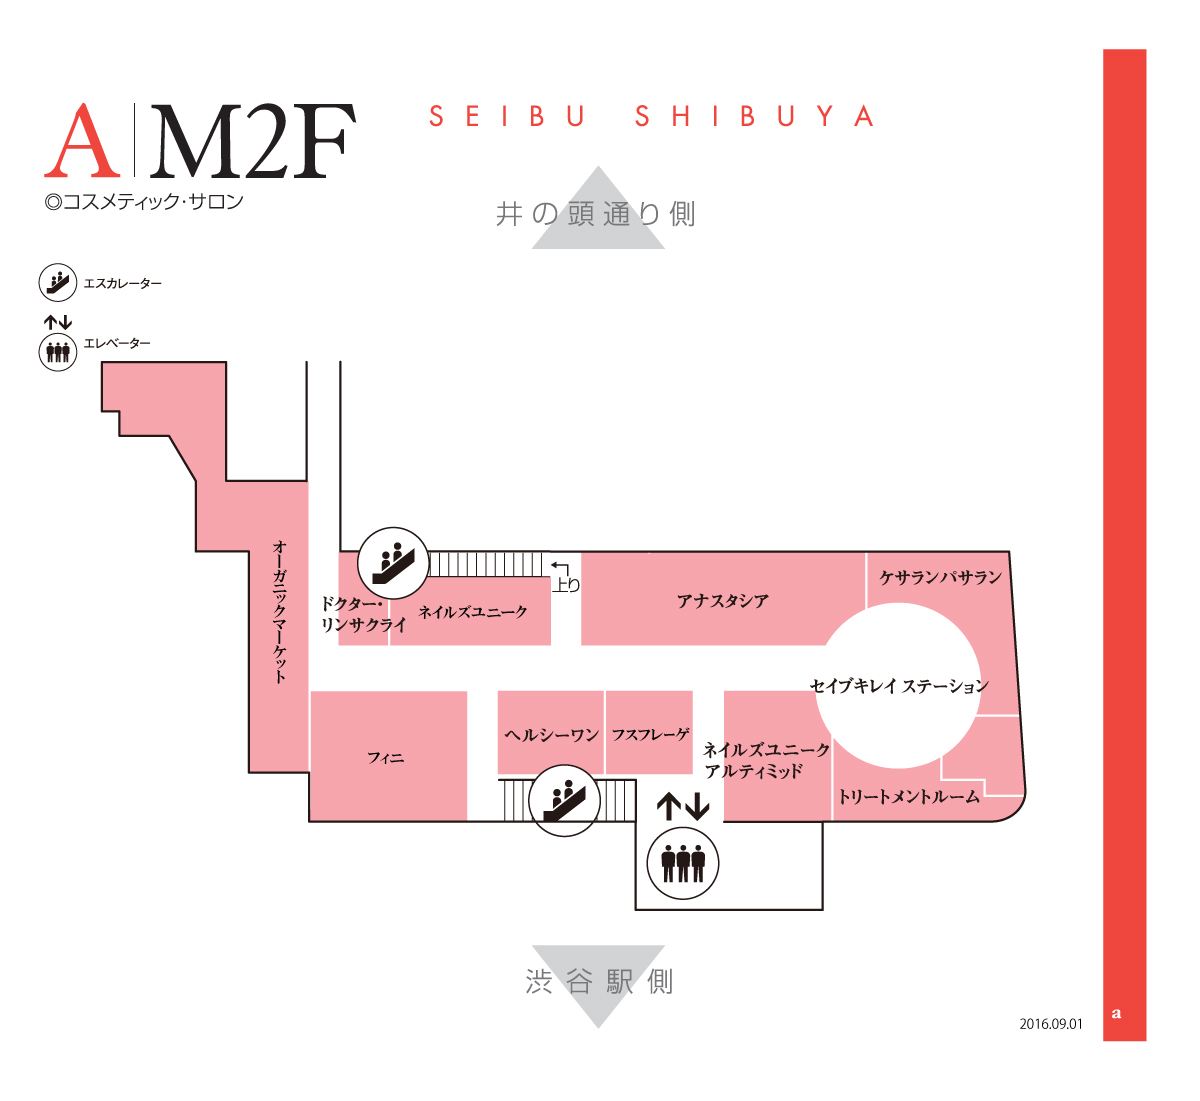 A M2F
SEIBU SHIBUYA
◎コスメティック・サロン
井の頭通り側
エスカレーター
エレベーター
オーガニックマーケット
ドクター・
リンサクライ
ネイルズユニーク
上り
アナスタシア
ケサランパサラン
セイブキレイ ステーション
フィニ
ヘルシーワン
フスフレーゲ
ネイルズユニーク
アルティミッド
トリートメントルーム
渋谷駅側
2016.09.01
a